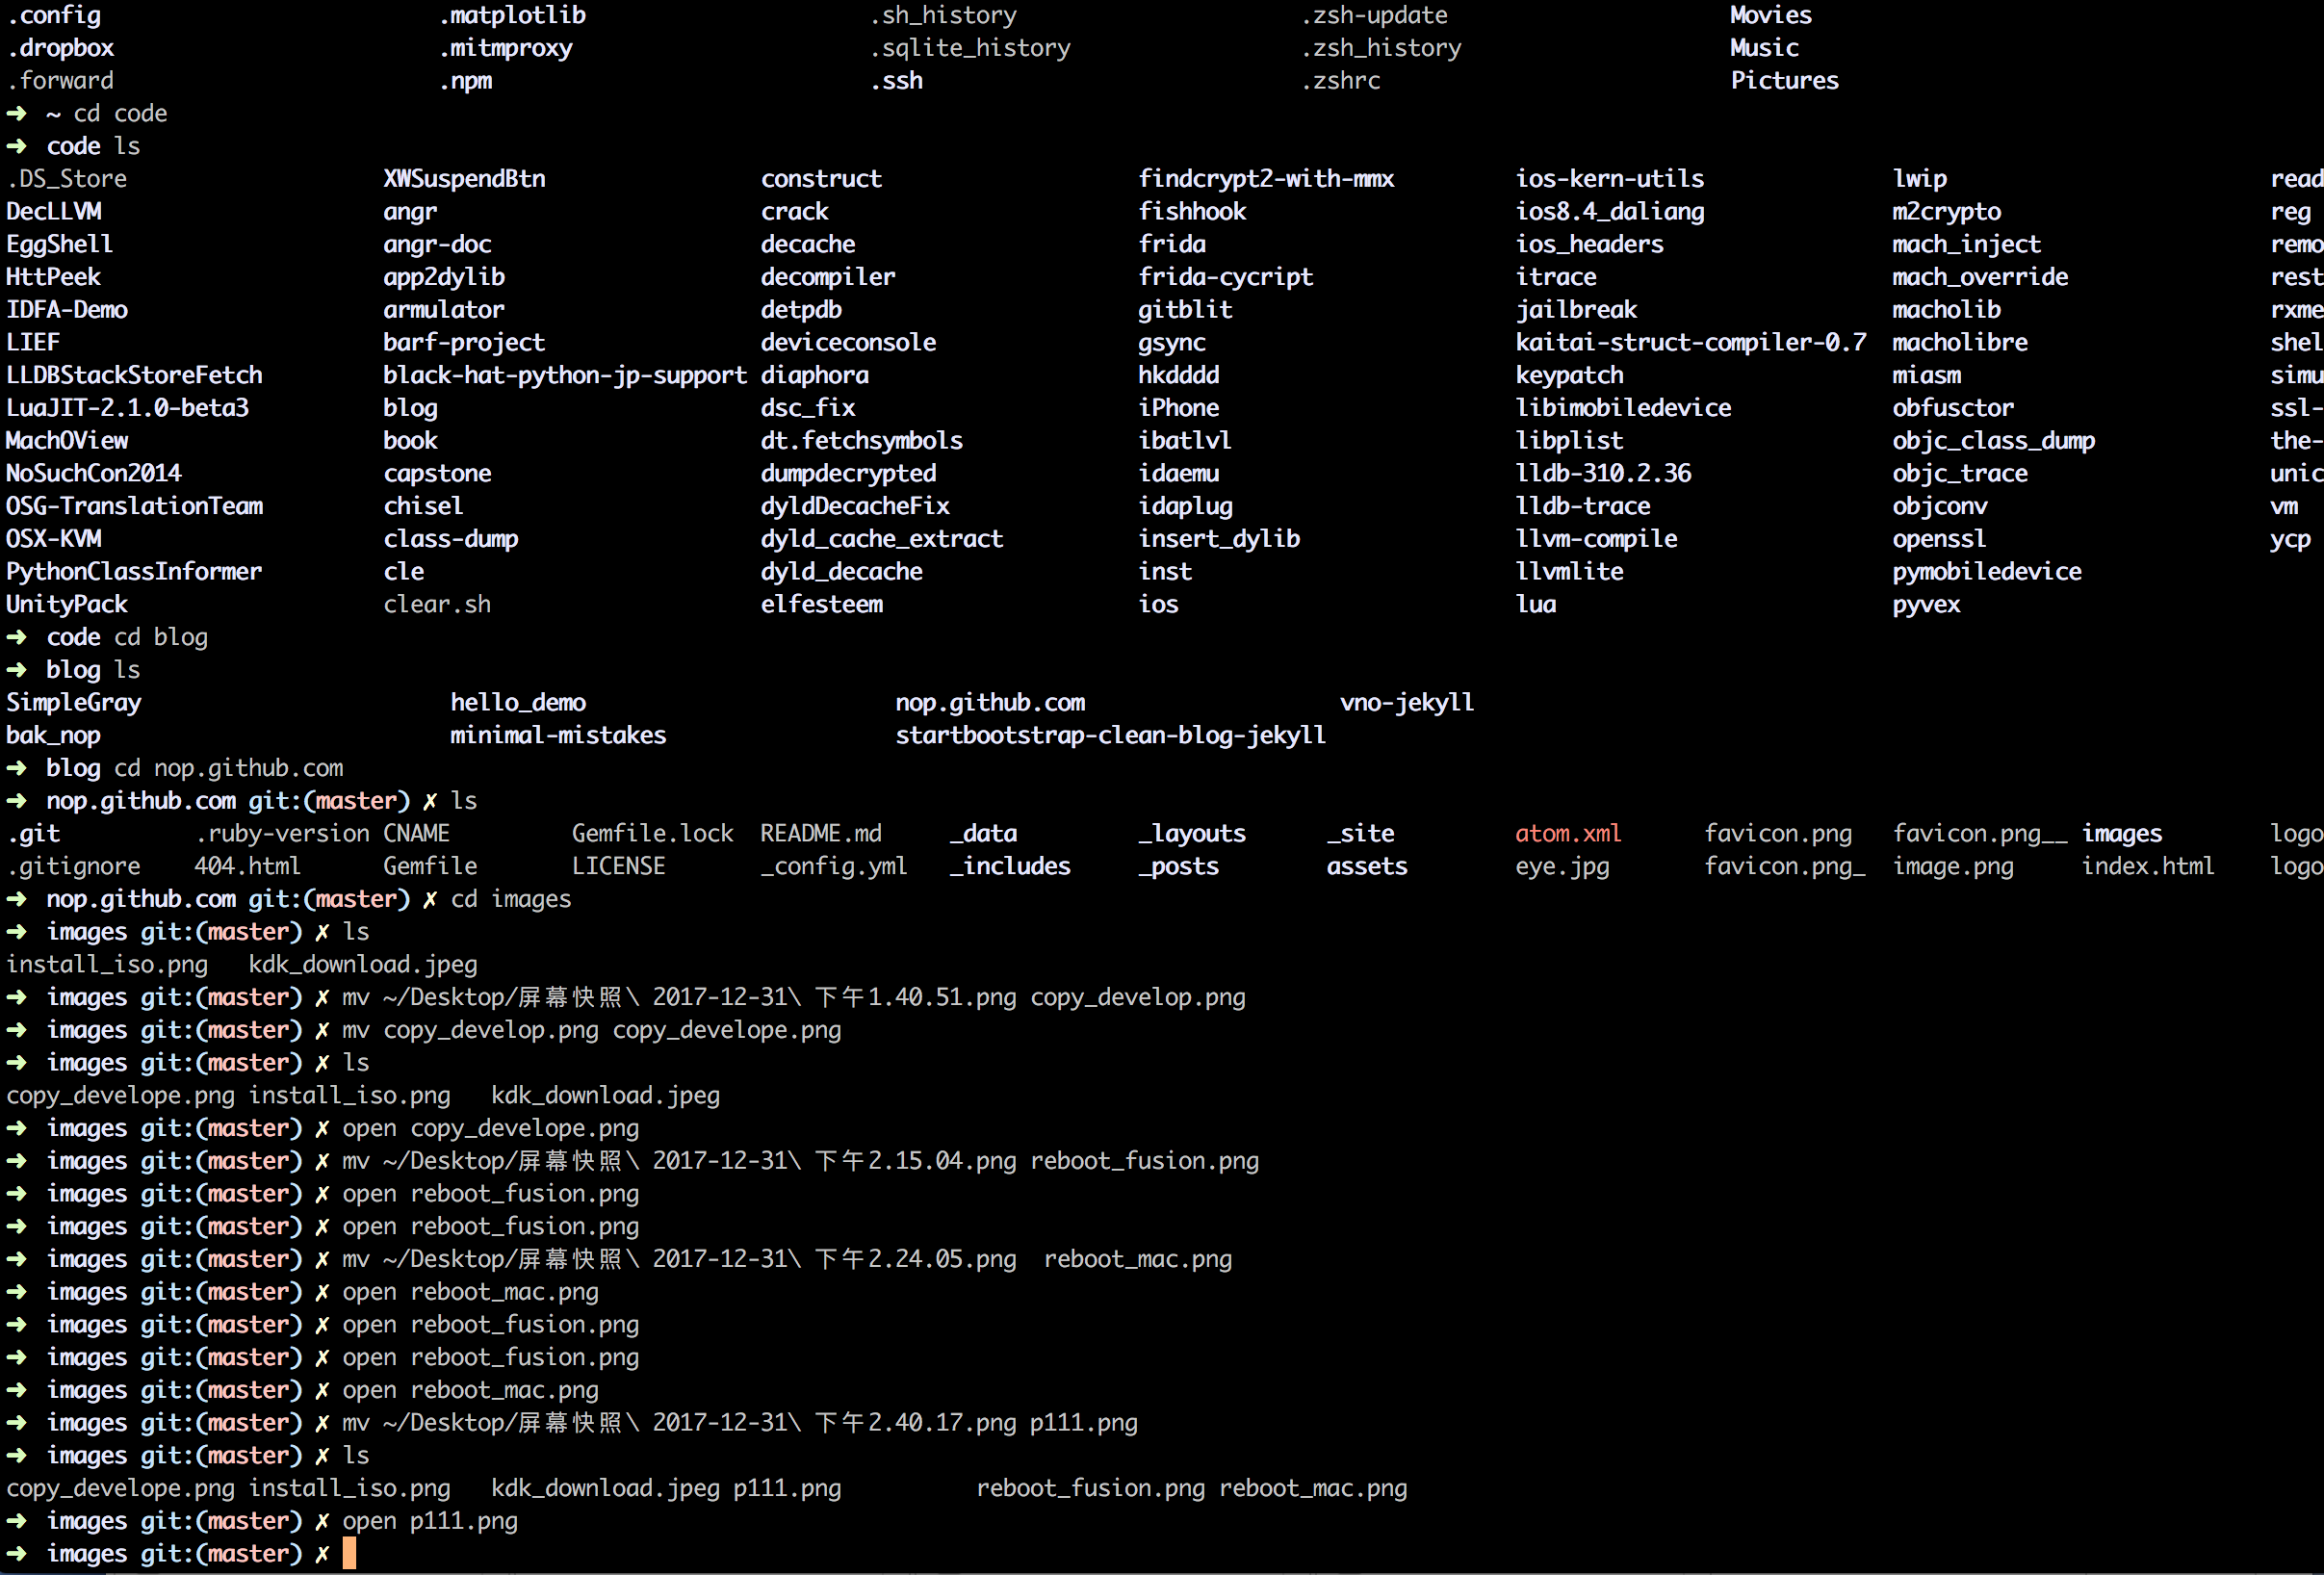 .config .matplotlib .sh_history .zsh-update Movies
.dropbox .mitmproxy .sqlite_history .zsh_history Music
.forward .npm .ssh .zshrc Pictures
➜ ~ cd code
➜ code ls
.DS_Store XWSuspendBtn construct findcrypt2-with-mmx ios-kern-utils lwip read
DecLLVM angr crack fishhook ios8.4_daliang m2crypto reg
EggShell angr-doc decache frida ios_headers mach_inject remo
HttPeek app2dylib decompiler frida-cycript itrace mach_override rest
IDFA-Demo armulator detpdb gitblit jailbreak macholib rxme
LIEF barf-project deviceconsole gsync kaitai-struct-compiler-0.7 macholibre shel
LLDBStackStoreFetch black-hat-python-jp-support diaphora hkdddd keypatch miasm simu
LuaJIT-2.1.0-beta3 blog dsc_fix iPhone libimobiledevice obfusctor ssl-
MachOView book dt.fetchsymbols ibatlvl libplist objc_class_dump the-
NoSuchCon2014 capstone dumpdecrypted idaemu lldb-310.2.36 objc_trace unic
OSG-TranslationTeam chisel dyldDecacheFix idaplug lldb-trace objconv vm
OSX-KVM class-dump dyld_cache_extract insert_dylib llvm-compile openssl ycp
PythonClassInformer cle dyld_decache inst llvmlite pymobiledevice
UnityPack clear.sh elfesteem ios lua pyvex
➜ code cd blog
➜ blog ls
SimpleGray hello_demo nop.github.com vno-jekyll
bak_nop minimal-mistakes startbootstrap-clean-blog-jekyll
➜ blog cd nop.github.com
➜ nop.github.com git:(master) ✗ ls
.git .ruby-version CNAME Gemfile.lock README.md _data _layouts _site atom.xml favicon.png favicon.png__ images logo
.gitignore 404.html Gemfile LICENSE _config.yml _includes _posts assets eye.jpg favicon.png_ image.png index.html logo
➜ nop.github.com git:(master) ✗ cd images
➜ images git:(master) ✗ ls
install_iso.png kdk_download.jpeg
➜ images git:(master) ✗ mv ~/Desktop/屏幕快照\ 2017-12-31\ 下午1.40.51.png copy_develop.png
➜ images git:(master) ✗ mv copy_develop.png copy_develope.png
➜ images git:(master) ✗ ls
copy_develope.png install_iso.png kdk_download.jpeg
➜ images git:(master) ✗ open copy_develope.png
➜ images git:(master) ✗ mv ~/Desktop/屏幕快照\ 2017-12-31\ 下午2.15.04.png reboot_fusion.png
➜ images git:(master) ✗ open reboot_fusion.png
➜ images git:(master) ✗ open reboot_fusion.png
➜ images git:(master) ✗ mv ~/Desktop/屏幕快照\ 2017-12-31\ 下午2.24.05.png reboot_mac.png
➜ images git:(master) ✗ open reboot_mac.png
➜ images git:(master) ✗ open reboot_fusion.png
➜ images git:(master) ✗ open reboot_fusion.png
➜ images git:(master) ✗ open reboot_mac.png
➜ images git:(master) ✗ mv ~/Desktop/屏幕快照\ 2017-12-31\ 下午2.40.17.png p111.png
➜ images git:(master) ✗ ls
copy_develope.png install_iso.png kdk_download.jpeg p111.png reboot_fusion.png reboot_mac.png
➜ images git:(master) ✗ open p111.png
➜ images git:(master) ✗